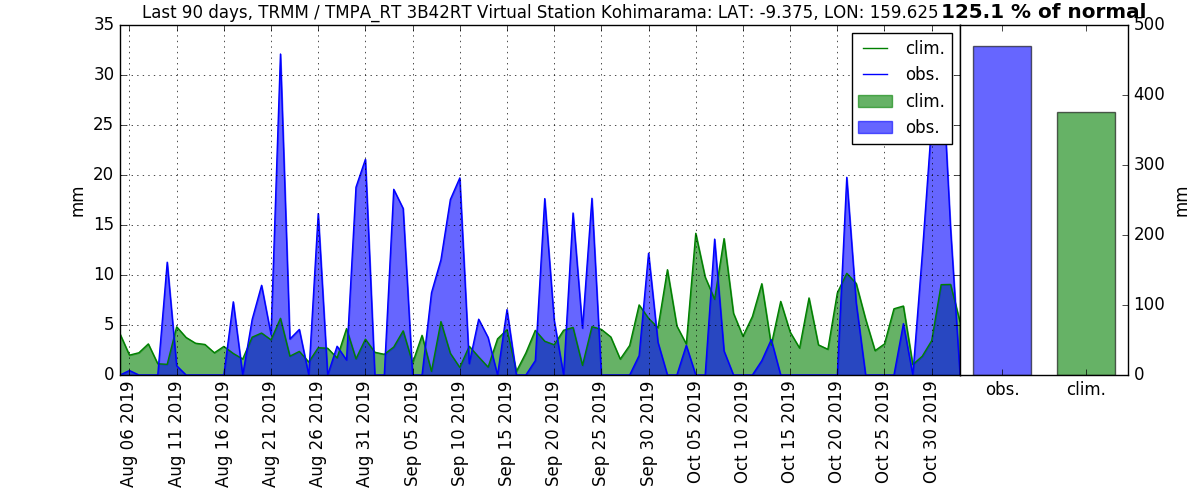 Last 90 days, TRMM / TMPA_RT 3B42RT Virtual Station Kohimarama: LAT: -9.375, LON: 159.625 125.1 % of normal
35
30
25
20
15
10
5
0
mm
clim.
obs.
clim.
obs.
500
400
300
200
100
0
mm
Aug 06 2019
Aug 11 2019
Aug 16 2019
Aug 21 2019
Aug 26 2019
Aug 31 2019
Sep 05 2019
Sep 10 2019
Sep 15 2019
Sep 20 2019
Sep 25 2019
Sep 30 2019
Oct 05 2019
Oct 10 2019
Oct 15 2019
Oct 20 2019
Oct 25 2019
Oct 30 2019
obs.
clim.